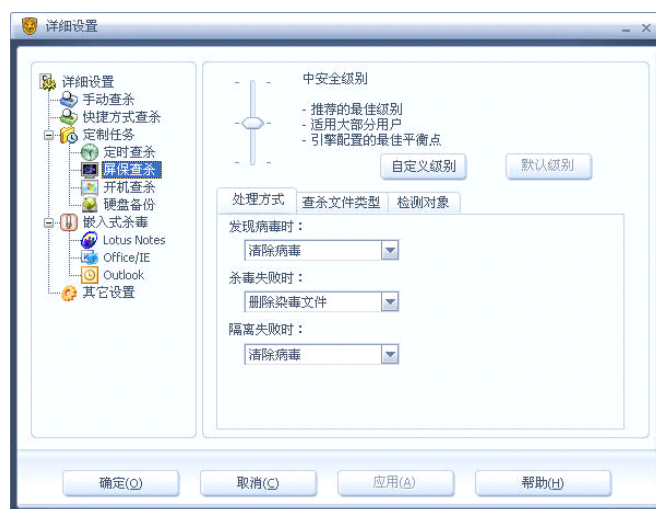 详细设置
详细设置
手动查杀
快捷方式查杀
定制任务
定时查杀
屏保查杀
开机查杀
硬盘备份
嵌入式杀毒
Lotus Notes
Office/IE
Outlook
其它设置
中安全级别
- 推荐的最佳级别
- 适用大部分用户
- 引擎配置的最佳平衡点
自定义级别 默认级别
处理方式 查杀文件类型 检测对象
发现病毒时：
清除病毒
杀毒失败时：
删除染毒文件
隔离失败时：
清除病毒
确定(O) 取消(C) 应用(A) 帮助(H)